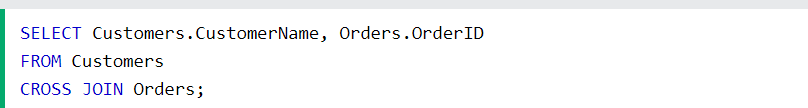 SELECT Customers.CustomerName, Orders.OrderID
FROM Customers
CROSS JOIN Orders;